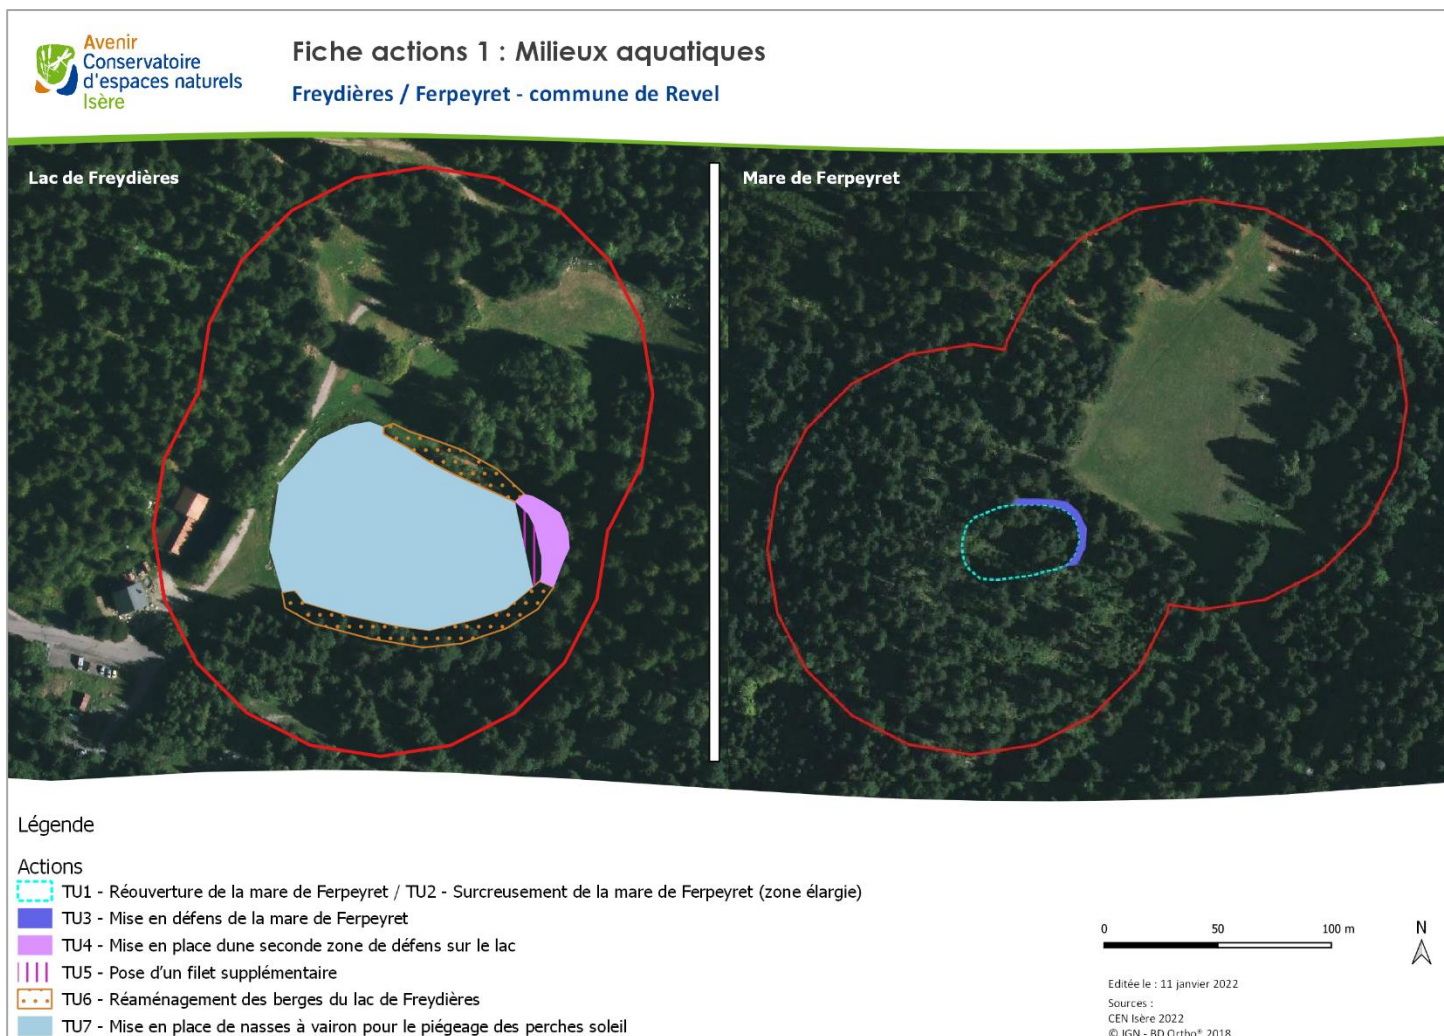 Avenir
Conservatoire
d'espaces naturels
Isère
Fiche actions 1 : Milieux aquatiques
Freydières / Ferpeyret - commune de Revel
Lac de Freydières
Mare de Ferpeyret
Légende
Actions
TU1 - Réouverture de la mare de Ferpeyret / TU2 - Surcreusement de la mare de Ferpeyret (zone élargie)
TU3 - Mise en défens de la mare de Ferpeyret
TU4 - Mise en place dune seconde zone de défens sur le lac
TU5 - Pose d'un filet supplémentaire
TU6 - Réaménagement des berges du lac de Freydières
TU7 - Mise en place de nasses à vairon pour le piégeage des perches soleil
0 50 100 m
N
Editée le : 11 janvier 2022
Sources :
CEN Isère 2022
© IGN - BD Ortho® 2018